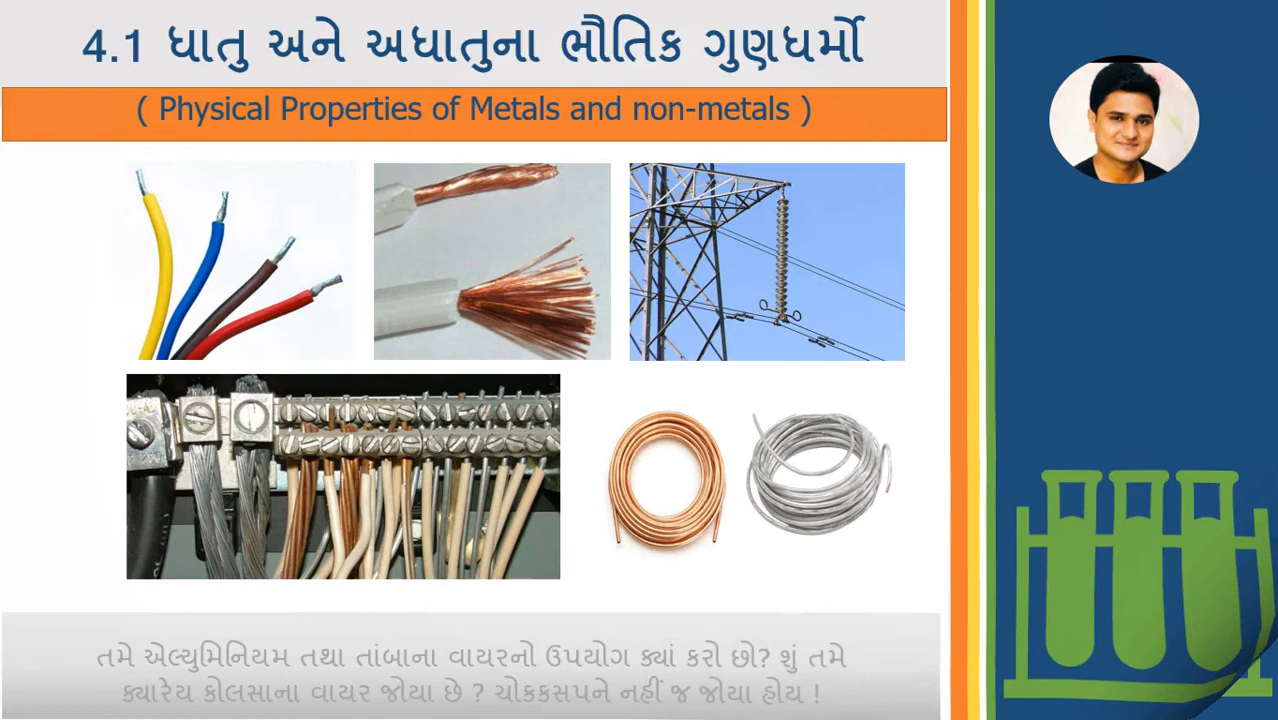 4.1 ધાતુ અને અધાતુના ભૌતિક ગુણધર્મો
( Physical Properties of Metals and non-metals )
તમે એલ્યુમિનિયમ તથા તાંબાના વાયરનો ઉપયોગ ક્યાં કરો છો? શું તમે
ક્યારેય કોલસાના વાયર જોયા છે ? ચોકકસપને નહીં જ જોયા હોય !